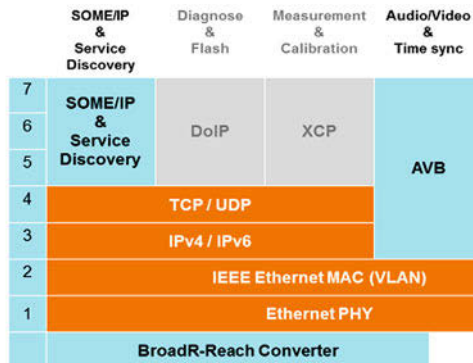 SOME/IP
&
Service
Discovery
Diagnose
&
Flash
Measurement
&
Calibration
Audio/Video
&
Time sync
7
6
5
SOME/IP
&
Service
Discovery
DoIP
XCP
AVB
4
TCP / UDP
3
IPv4 / IPv6
2
IEEE Ethernet MAC (VLAN)
1
Ethernet PHY
BroadR-Reach Converter